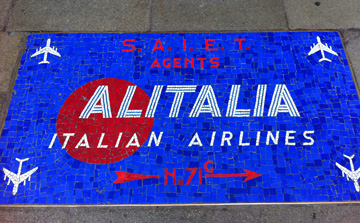 S. A. I. E. T.
AGENTS
ALITALIA
ITALIAN AIRLINES
N.71C